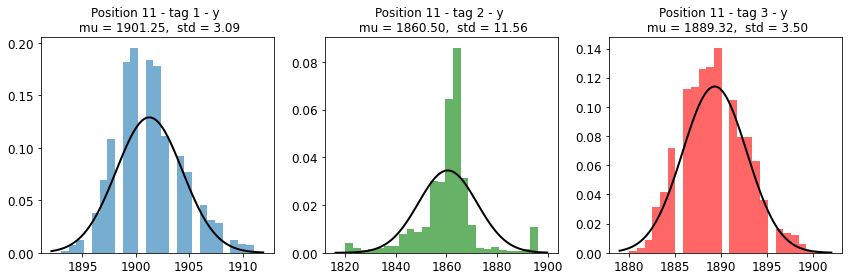 Position 11 - tag 1 - y
mu = 1901.25, std = 3.09
0.20
0.15
0.10
0.05
0.00
1895 1900 1905 1910
Position 11 - tag 2 - y
mu = 1860.50, std = 11.56
0.08
0.06
0.04
0.02
0.00
1820 1840 1860 1880 1900
Position 11 - tag 3 - y
mu = 1889.32, std = 3.50
0.14
0.12
0.10
0.08
0.06
0.04
0.02
0.00
1880 1885 1890 1895 1900